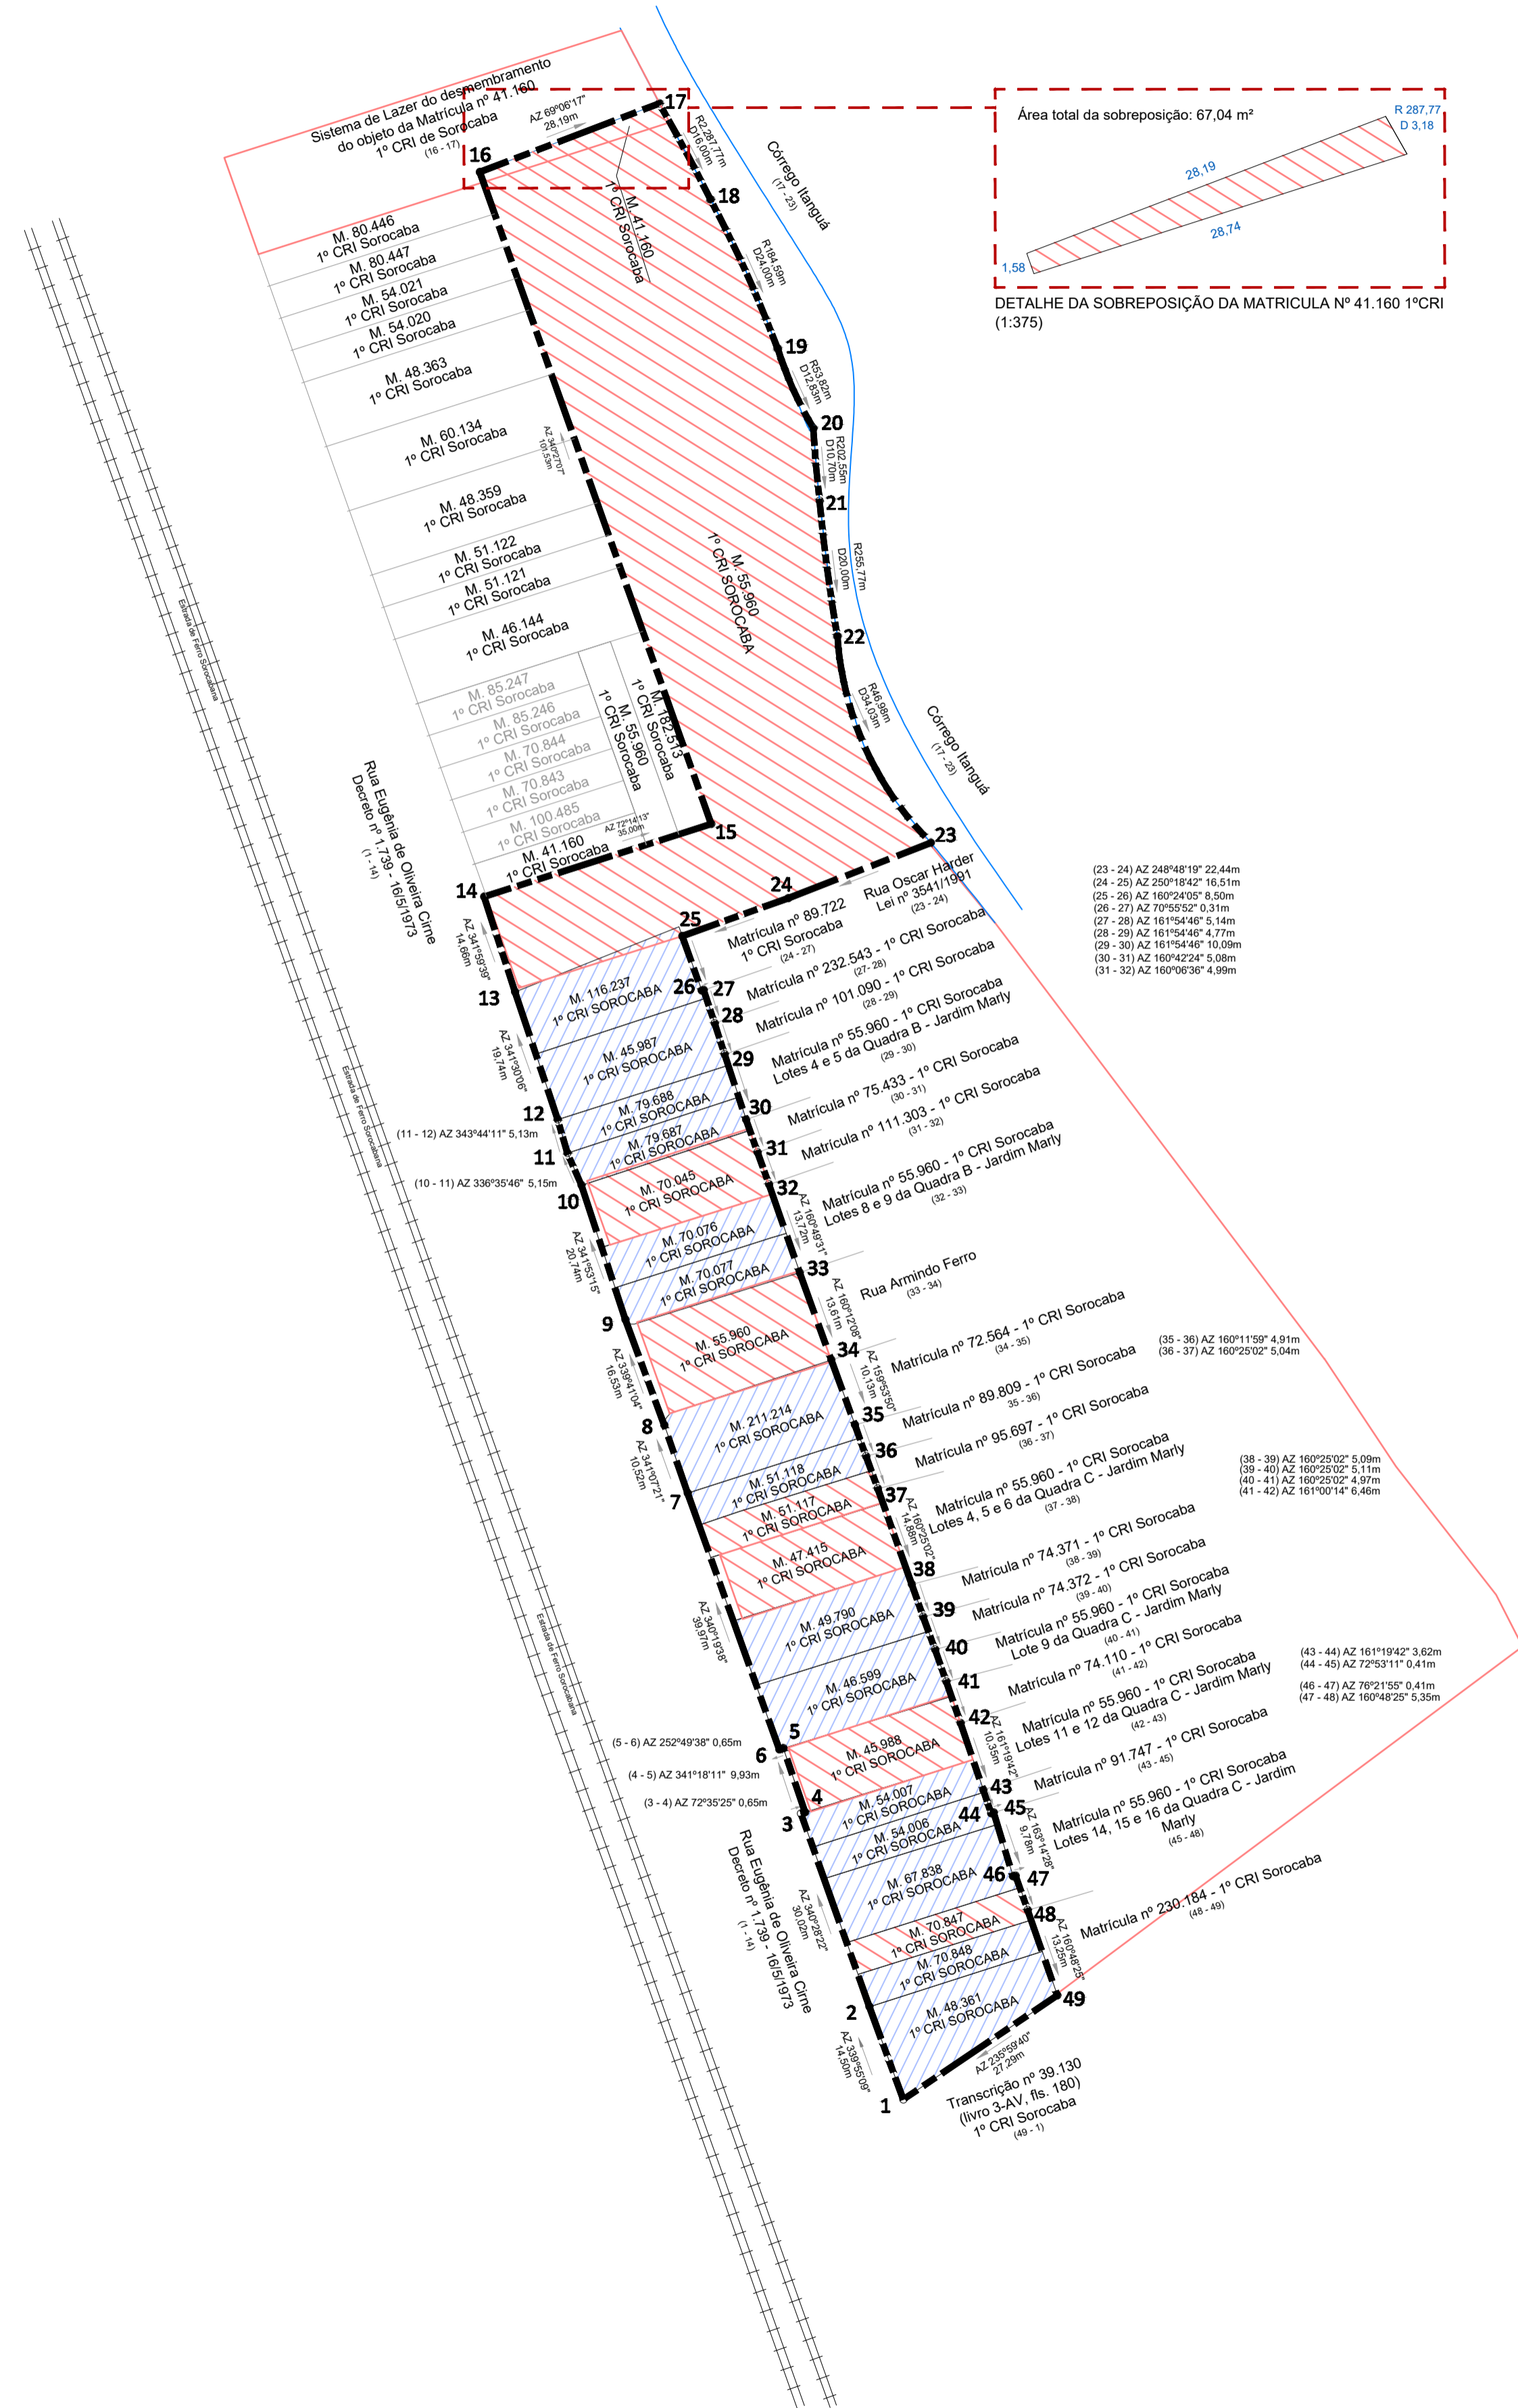 Sistema de Lazer do desmembramento
do objeto da Matrícula nº 41.160
1º CRI de Sorocaba
(16 - 17)
AZ 69º06'17"
28,19m
17
16
R2.287,77m
D16,00m
18
Córrego Itanguá
(17 - 23)
M. 41.160
1º CRI Sorocaba
R184,59m
D24,00m
19
R53,82m
D12,83m
20
R202,55m
D10,70m
21
R255,77m
D20,00m
22
R46,98m
D34,03m
Córrego Itanguá
(17 - 23)
23
Área total da sobreposição: 67,04 m²
R 287,77
D 3,18
28,19
28,74
1,58
DETALHE DA SOBREPOSIÇÃO DA MATRICULA Nº 41.160 1ºCRI
(1:375)
M. 80.446
1º CRI Sorocaba
M. 80.447
1º CRI Sorocaba
M. 54.021
1º CRI Sorocaba
M. 54.020
1º CRI Sorocaba
M. 48.363
1º CRI Sorocaba
M. 60.134
1º CRI Sorocaba
AZ 340º27'07"
101,53m
M. 48.359
1º CRI Sorocaba
M. 51.122
1º CRI Sorocaba
M. 51.121
1º CRI Sorocaba
M. 46.144
1º CRI Sorocaba
M. 55.960
1º CRI SOROCABA
M. 85.247
1º CRI Sorocaba
M. 85.246
1º CRI Sorocaba
M. 70.844
1º CRI Sorocaba
M. 70.843
1º CRI Sorocaba
M. 100.485
1º CRI Sorocaba
M. 55.960
1º CRI Sorocaba
M. 182.513
1º CRI Sorocaba
M. 41.160
1º CRI Sorocaba
AZ 72º14'13"
35,00m
15
14
Estrada de Ferro Sorocabana
Rua Eugênia de Oliveira Cirne
Decreto nº 1.739 - 16/5/1973
(1 - 14)
AZ 341º59'39"
14,66m
24
25
Rua Oscar Harder
Lei nº 3541/1991
(23 - 24)
Matrícula nº 89.722
1º CRI Sorocaba
(24 - 27)
(23 - 24) AZ 248º48'19" 22,44m
(24 - 25) AZ 250º18'42" 16,51m
(25 - 26) AZ 160º24'05" 8,50m
(26 - 27) AZ 70º55'52" 0,31m
(27 - 28) AZ 161º54'46" 5,14m
(28 - 29) AZ 161º54'46" 4,77m
(29 - 30) AZ 161º54'46" 10,09m
(30 - 31) AZ 160º42'24" 5,08m
(31 - 32) AZ 160º06'36" 4,99m
13
M. 116.237
1º CRI SOROCABA
26
27
Matrícula nº 232.543 - 1º CRI Sorocaba
(27- 28)
28
Matrícula nº 101.090 - 1º CRI Sorocaba
(28 - 29)
AZ 341º30'06"
19,74m
M. 45.987
1º CRI SOROCABA
29
Matrícula nº 55.960 - 1º CRI Sorocaba
Lotes 4 e 5 da Quadra B - Jardim Marly
(29 - 30)
12
M. 79.688
1º CRI SOROCABA
30
Matrícula nº 75.433 - 1º CRI Sorocaba
(30 - 31)
(11 - 12) AZ 343º44'11" 5,13m
11
M. 79.687
1º CRI SOROCABA
31
Matrícula nº 111.303 - 1º CRI Sorocaba
(31 - 32)
(10 - 11) AZ 336º35'46" 5,15m
10
M. 70.045
1º CRI SOROCABA
32
Matrícula nº 55.960 - 1º CRI Sorocaba
Lotes 8 e 9 da Quadra B - Jardim Marly
(32 - 33)
AZ 160º49'31"
13,72m
Estrada de Ferro Sorocabana
AZ 341º53'15"
20,74m
M. 70.076
1º CRI SOROCABA
M. 70.077
1º CRI SOROCABA
33
Rua Armindo Ferro
(33 - 34)
AZ 160º12'08"
13,61m
9
M. 55.960
1º CRI SOROCABA
AZ 339º41'04"
16,53m
34
Matrícula nº 72.564 - 1º CRI Sorocaba
(34 - 35)
AZ 159º53'50"
10,13m
(35 - 36) AZ 160º11'59" 4,91m
(36 - 37) AZ 160º25'02" 5,04m
8
M. 211.214
1º CRI SOROCABA
35
Matrícula nº 89.809 - 1º CRI Sorocaba
35 - 36)
36
Matrícula nº 95.697 - 1º CRI Sorocaba
(36 - 37)
AZ 341º07'21"
10,52m
7
M. 51.118
1º CRI SOROCABA
37
Matrícula nº 55.960 - 1º CRI Sorocaba
Lotes 4, 5 e 6 da Quadra C - Jardim Marly
(37 - 38)
AZ 160º25'02"
14,88m
M. 51.117
1º CRI SOROCABA
M. 47.415
1º CRI SOROCABA
38
Matrícula nº 74.371 - 1º CRI Sorocaba
(38 - 39)
(38 - 39) AZ 160º25'02" 5,09m
(39 - 40) AZ 160º25'02" 5,11m
(40 - 41) AZ 160º25'02" 4,97m
(41 - 42) AZ 161º00'14" 6,46m
AZ 340º19'38"
39,97m
M. 49.790
1º CRI SOROCABA
39
Matrícula nº 74.372 - 1º CRI Sorocaba
(39 - 40)
40
Matrícula nº 55.960 - 1º CRI Sorocaba
Lote 9 da Quadra C - Jardim Marly
(40 - 41)
M. 46.599
1º CRI SOROCABA
41
Matrícula nº 74.110 - 1º CRI Sorocaba
(41 - 42)
Estrada de Ferro Sorocabana
42
Matrícula nº 55.960 - 1º CRI Sorocaba
Lotes 11 e 12 da Quadra C - Jardim Marly
(42 - 43)
AZ 161º19'42"
10,35m
(43 - 44) AZ 161º19'42" 3,62m
(44 - 45) AZ 72º53'11" 0,41m
(46 - 47) AZ 76º21'55" 0,41m
(47 - 48) AZ 160º48'25" 5,35m
5
(5 - 6) AZ 252º49'38" 0,65m
6
M. 45.988
1º CRI SOROCABA
(4 - 5) AZ 341º18'11" 9,93m
(3 - 4) AZ 72º35'25" 0,65m
4
3
M. 54.007
1º CRI SOROCABA
43
Matrícula nº 91.747 - 1º CRI Sorocaba
(43 - 45)
44
45
M. 54.006
1º CRI SOROCABA
Matrícula nº 55.960 - 1º CRI Sorocaba
Lotes 14, 15 e 16 da Quadra C - Jardim
Marly
(45 - 48)
AZ 163º14'28"
9,78m
Rua Eugênia de Oliveira Cirne
Decreto nº 1.739 - 16/5/1973
(1 - 14)
AZ 340º28'22"
30,02m
M. 67.838
1º CRI SOROCABA
46
47
M. 70.847
1º CRI SOROCABA
48
Matrícula nº 230.184 - 1º CRI Sorocaba
(48 - 49)
AZ 160º48'25"
13,25m
M. 70.848
1º CRI SOROCABA
2
M. 48.361
1º CRI SOROCABA
49
AZ 339º55'09"
14,50m
AZ 235º59'40"
27,29m
1
Transcrição nº 39.130
(livro 3-AV, fls. 180)
1º CRI Sorocaba
(49 - 1)